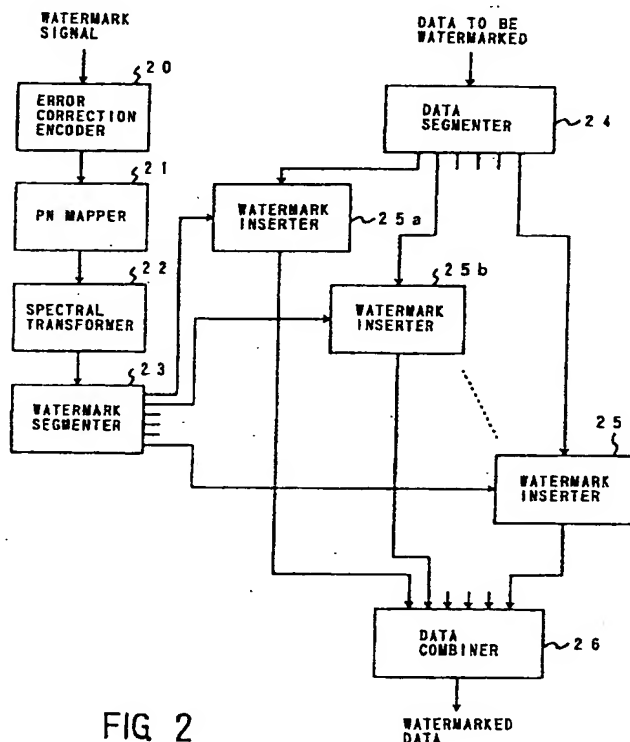 WATERMARK
SIGNAL
DATA TO BE
WATERMARKED
20
ERROR
CORRECTION
ENCODER
DATA
SEGMENTER
24
21
PN MAPPER
WATERMARK
INSERTER
25a
22
SPECTRAL
TRANSFORMER
25b
WATERMARK
INSERTER
23
WATERMARK
SEGMENTER
25
WATERMARK
INSERTER
DATA
COMBINER
26
FIG 2
WATERMARKED
DATA